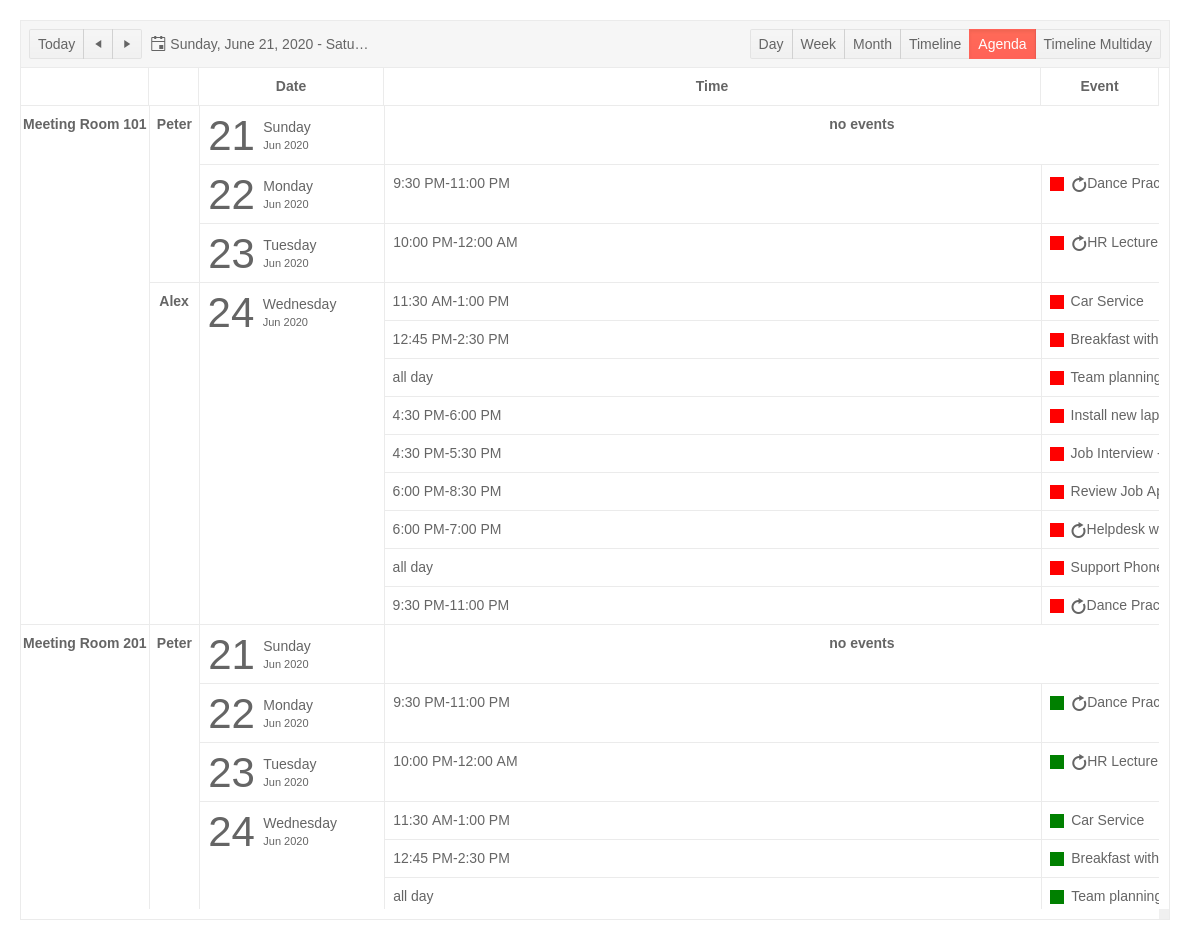 Today Sunday, June 21, 2020 - Satu… Day Week Month Timeline Agenda Timeline Multiday
Date Time Event
Meeting Room 101 Peter 21 Sunday no events
Jun 2020
22 Monday 9:30 PM-11:00 PM Dance Prac
Jun 2020
23 Tuesday 10:00 PM-12:00 AM HR Lecture
Jun 2020
Alex 24 Wednesday 11:30 AM-1:00 PM Car Service
Jun 2020
12:45 PM-2:30 PM Breakfast with
all day Team planning
4:30 PM-6:00 PM Install new lap
4:30 PM-5:30 PM Job Interview -
6:00 PM-8:30 PM Review Job Ap
6:00 PM-7:00 PM Helpdesk w
all day Support Phone
9:30 PM-11:00 PM Dance Prac
Meeting Room 201 Peter 21 Sunday no events
Jun 2020
22 Monday 9:30 PM-11:00 PM Dance Prac
Jun 2020
23 Tuesday 10:00 PM-12:00 AM HR Lecture
Jun 2020
24 Wednesday 11:30 AM-1:00 PM Car Service
Jun 2020
12:45 PM-2:30 PM Breakfast with
all day Team planning